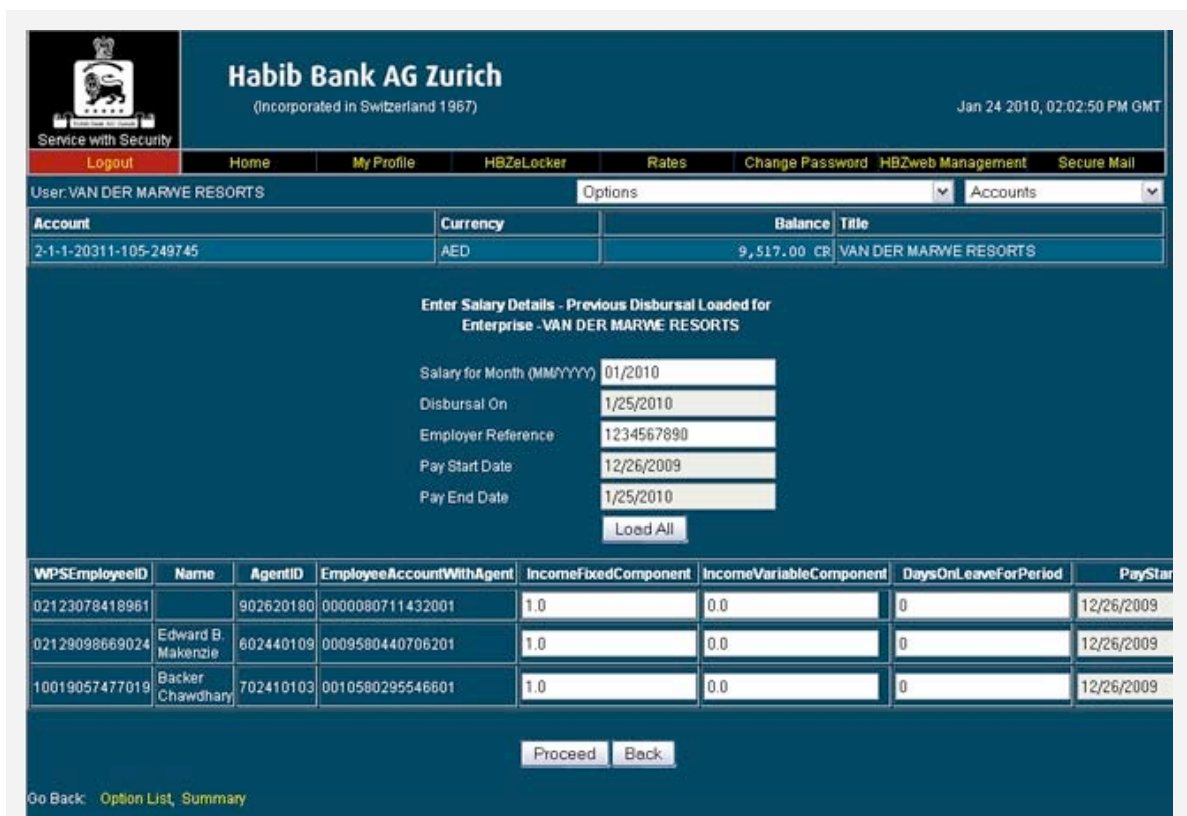 Habib Bank AG Zurich
(Incorporated in Switzerland 1967)
Jan 24 2010, 02:02:50 PM GMT
Service with Security
Logout Home My Profile HBZeLocker Rates Change Password HBZweb Management Secure Mail
User: VAN DER MARWE RESORTS Options Accounts
Account Currency Balance Title
2-1-1-20311-105-249745 AED 9,517.00 CR VAN DER MARWE RESORTS
Enter Salary Details - Previous Disbursal Loaded for
Enterprise -VAN DER MARWE RESORTS
Salary for Month (MM/YYYY) 01/2010
Disbursal On 1/25/2010
Employer Reference 1234567890
Pay Start Date 12/26/2009
Pay End Date 1/25/2010
Load All
WPSEmployeeID Name AgentID EmployeeAccountWithAgent IncomeFixedComponent IncomeVariableComponent DaysOnLeaveForPeriod PayStar
02123078418961 902620180 0000080711432001 1.0 0.0 0 12/26/2009
02129098669024 Edward B. Makenzie 602440109 0009580440706201 1.0 0.0 0 12/26/2009
10019057477019 Backer Chawdhary 702410103 0010580295546601 1.0 0.0 0 12/26/2009
Proceed Back
Go Back: Option List, Summary